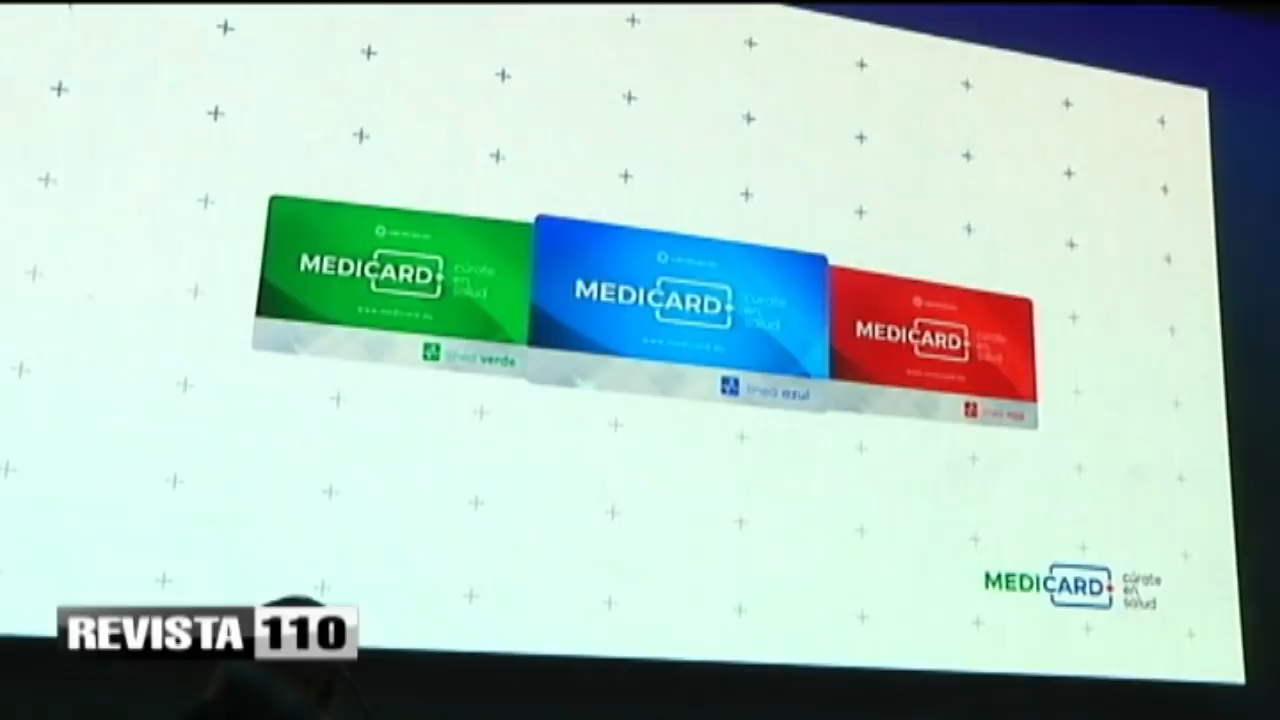 MEDICARD
cúrate
en
salud
línea verde
MEDICARD
cúrate
en
salud
línea azul
MEDICARD
cúrate
en
salud
MEDICARD
cúrate
en
salud
REVISTA 110